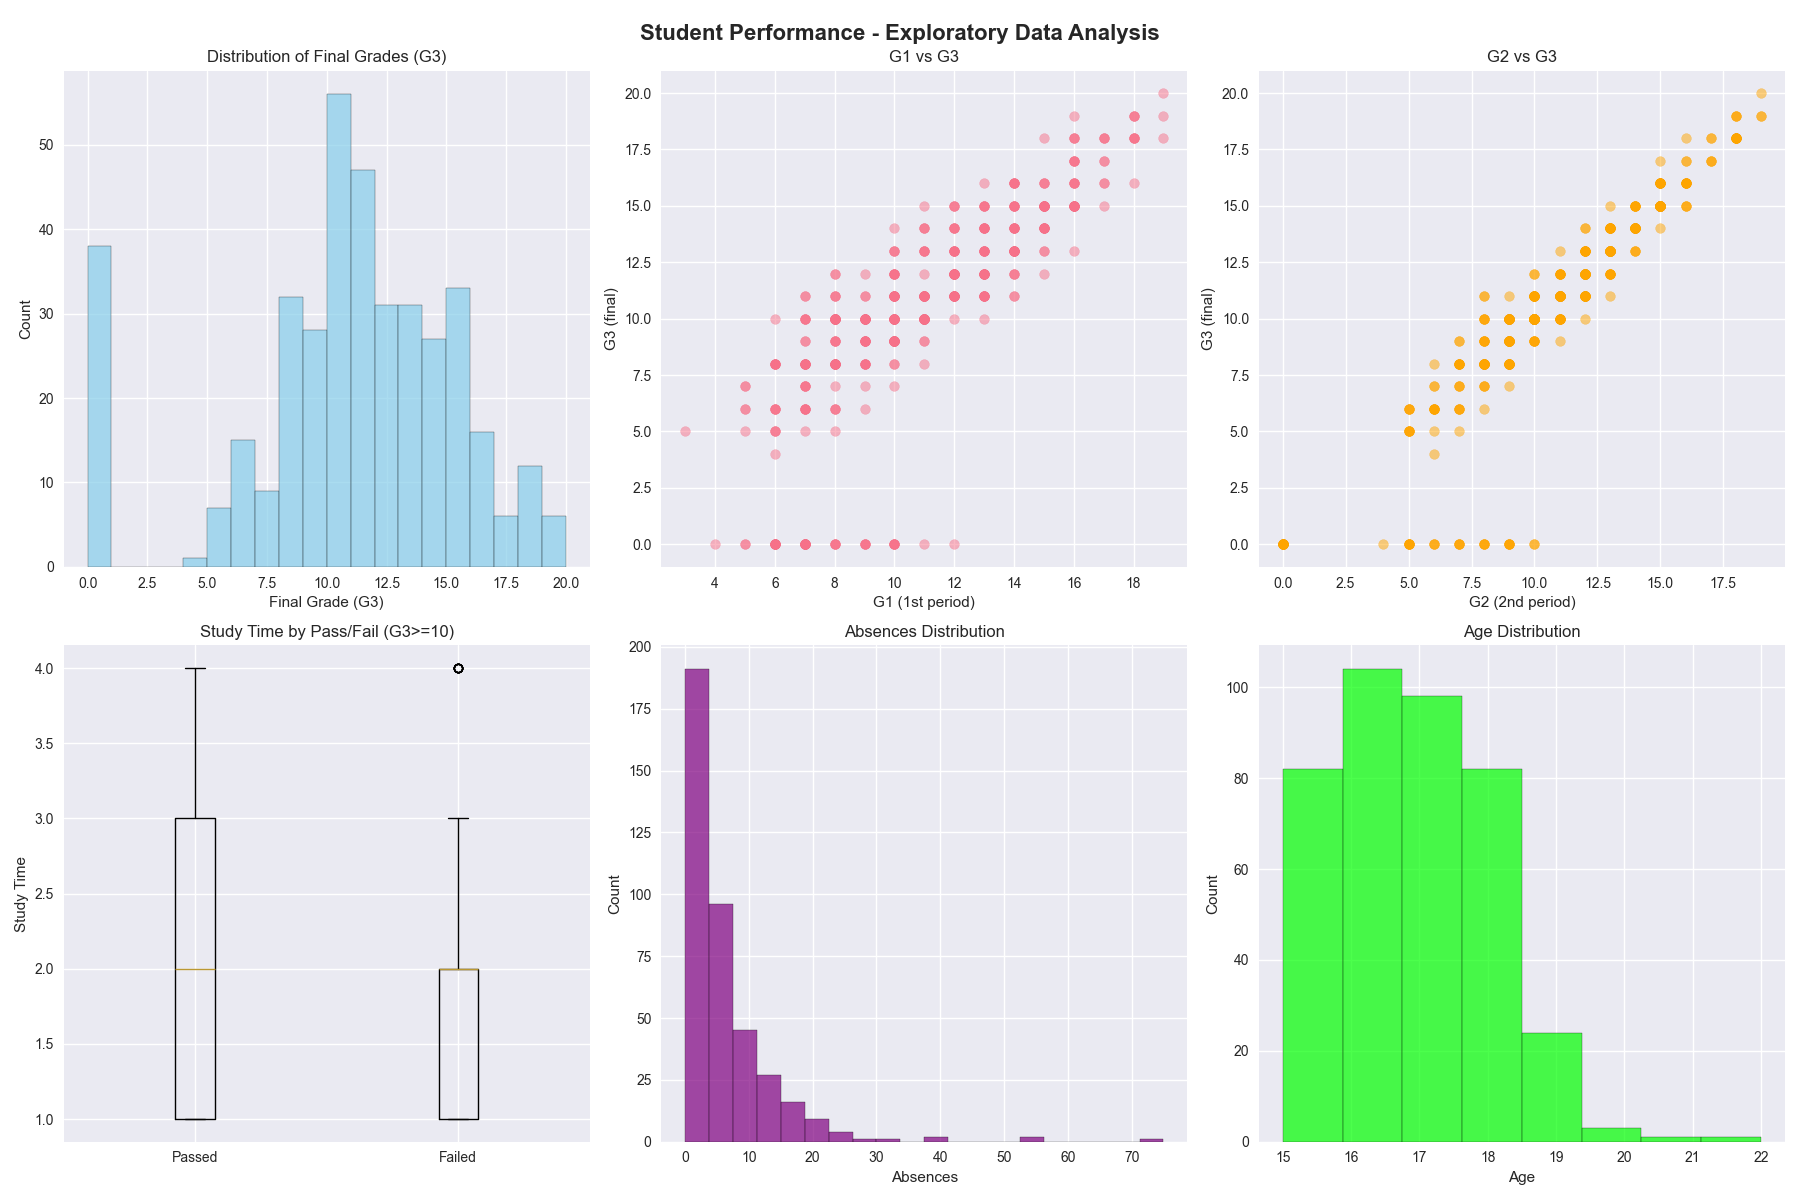 Student Performance - Exploratory Data Analysis
Distribution of Final Grades (G3)
Count
50
40
30
20
10
0
0.0 2.5 5.0 7.5 10.0 12.5 15.0 17.5 20.0
Final Grade (G3)
G1 vs G3
G3 (final)
20.0
17.5
15.0
12.5
10.0
7.5
5.0
2.5
0.0
4 6 8 10 12 14 16 18
G1 (1st period)
G2 vs G3
G3 (final)
20.0
17.5
15.0
12.5
10.0
7.5
5.0
2.5
0.0
0.0 2.5 5.0 7.5 10.0 12.5 15.0 17.5
G2 (2nd period)
Study Time by Pass/Fail (G3>=10)
Study Time
4.0
3.5
3.0
2.5
2.0
1.5
1.0
Passed Failed
Absences Distribution
Count
200
175
150
125
100
75
50
25
0
0 10 20 30 40 50 60 70
Absences
Age Distribution
Count
100
80
60
40
20
0
15 16 17 18 19 20 21 22
Age